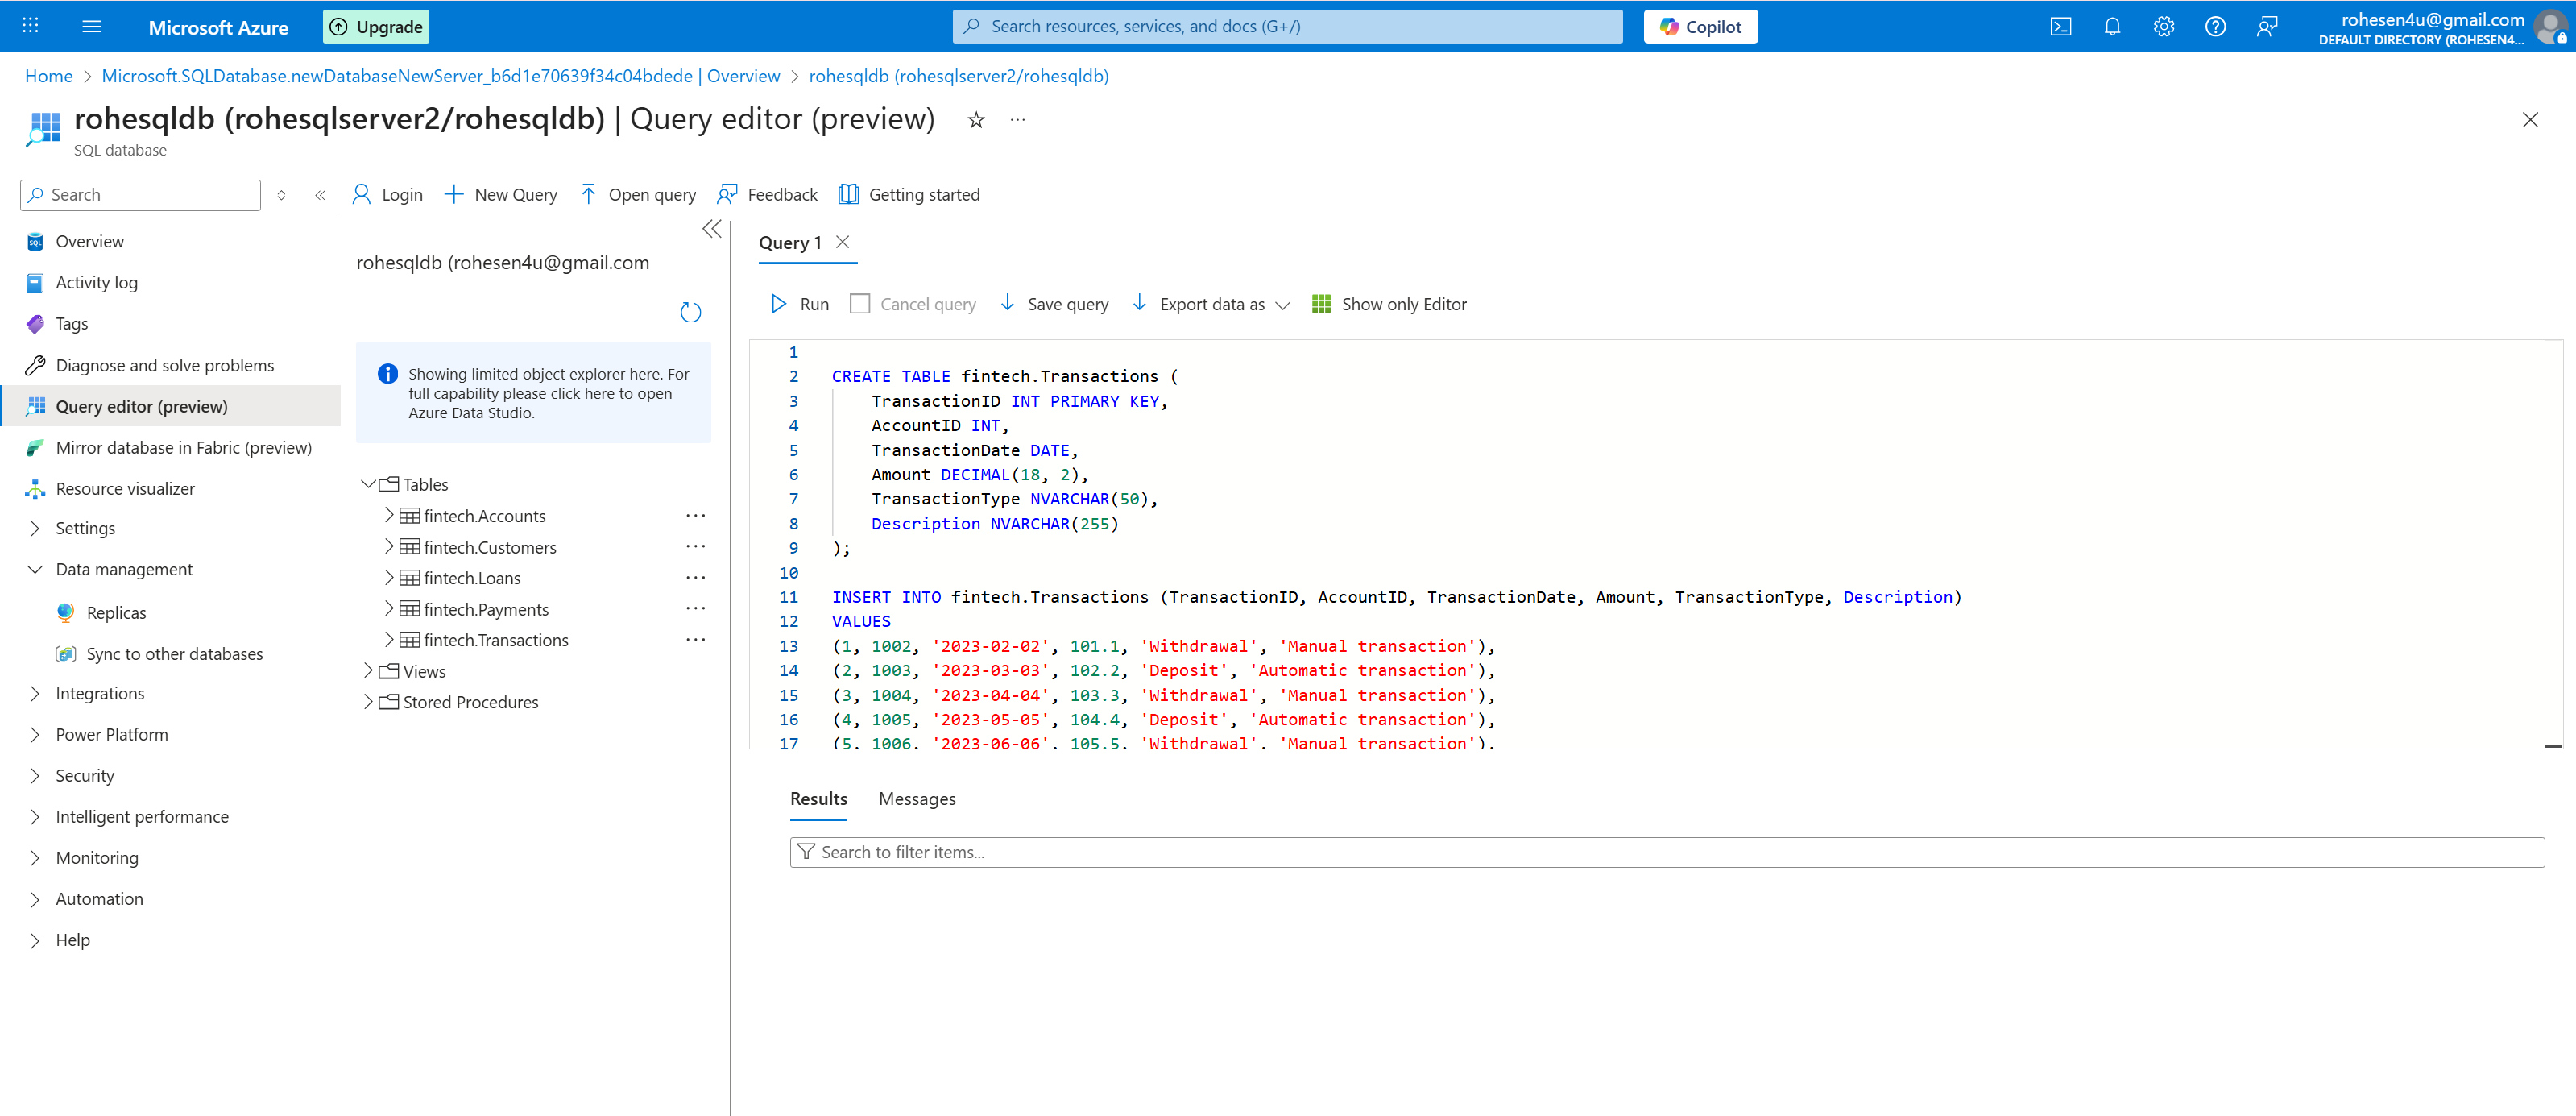 Microsoft Azure
Upgrade
Search resources, services, and docs (G+/)
Copilot
rohesen4u@gmail.com
DEFAULT DIRECTORY (ROHESEN4...
Home > Microsoft.SQLDatabase.newDatabaseNewServer_b6d1e70639f34c04bdede | Overview > rohesqldb (rohesqlserver2/rohesqldb)
rohesqldb (rohesqlserver2/rohesqldb) | Query editor (preview)
SQL database
Search
Overview
Activity log
Tags
Diagnose and solve problems
Query editor (preview)
Mirror database in Fabric (preview)
Resource visualizer
Settings
Data management
Replicas
Sync to other databases
Integrations
Power Platform
Security
Intelligent performance
Monitoring
Automation
Help
Login
New Query
Open query
Feedback
Getting started
rohesqldb (rohesen4u@gmail.com
Showing limited object explorer here. For
full capability please click here to open
Azure Data Studio.
Tables
fintech.Accounts
fintech.Customers
fintech.Loans
fintech.Payments
fintech.Transactions
Views
Stored Procedures
Query 1
Run
Cancel query
Save query
Export data as
Show only Editor
1
2 CREATE TABLE fintech.Transactions (
3 TransactionID INT PRIMARY KEY,
4 AccountID INT,
5 TransactionDate DATE,
6 Amount DECIMAL(18, 2),
7 TransactionType NVARCHAR(50),
8 Description NVARCHAR(255)
9 );
10
11 INSERT INTO fintech.Transactions (TransactionID, AccountID, TransactionDate, Amount, TransactionType, Description)
12 VALUES
13 (1, 1002, '2023-02-02', 101.1, 'Withdrawal', 'Manual transaction'),
14 (2, 1003, '2023-03-03', 102.2, 'Deposit', 'Automatic transaction'),
15 (3, 1004, '2023-04-04', 103.3, 'Withdrawal', 'Manual transaction'),
16 (4, 1005, '2023-05-05', 104.4, 'Deposit', 'Automatic transaction'),
17 (5, 1006, '2023-06-06', 105.5, 'Withdrawal', 'Manual transaction'),
Results
Messages
Search to filter items...